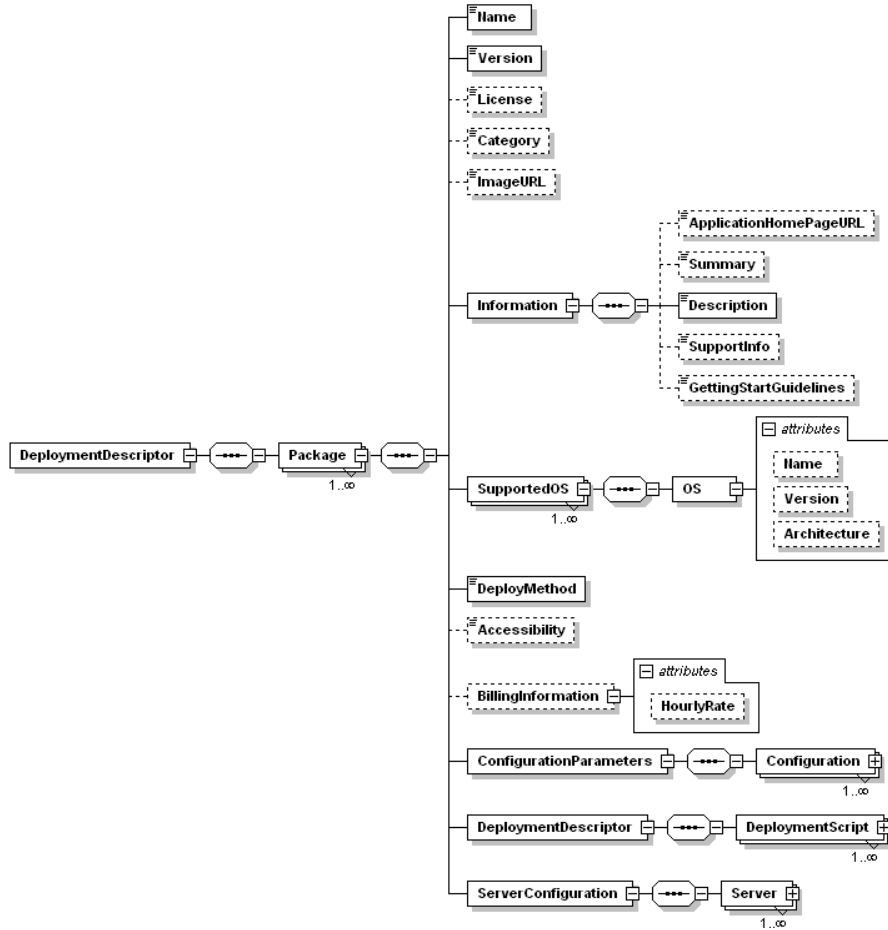 Name
Version
License
Category
ImageURL
ApplicationHomePageURL
Summary
Information
Description
SupportInfo
GettingStartGuidelines
attributes
DeploymentDescriptor
Package
1..∞
Name
SupportedOS
1..∞
OS
Version
Architecture
DeployMethod
Accessibility
attributes
BillingInformation
HourlyRate
ConfigurationParameters
Configuration
1..∞
DeploymentDescriptor
DeploymentScript
1..∞
ServerConfiguration
Server
1..∞